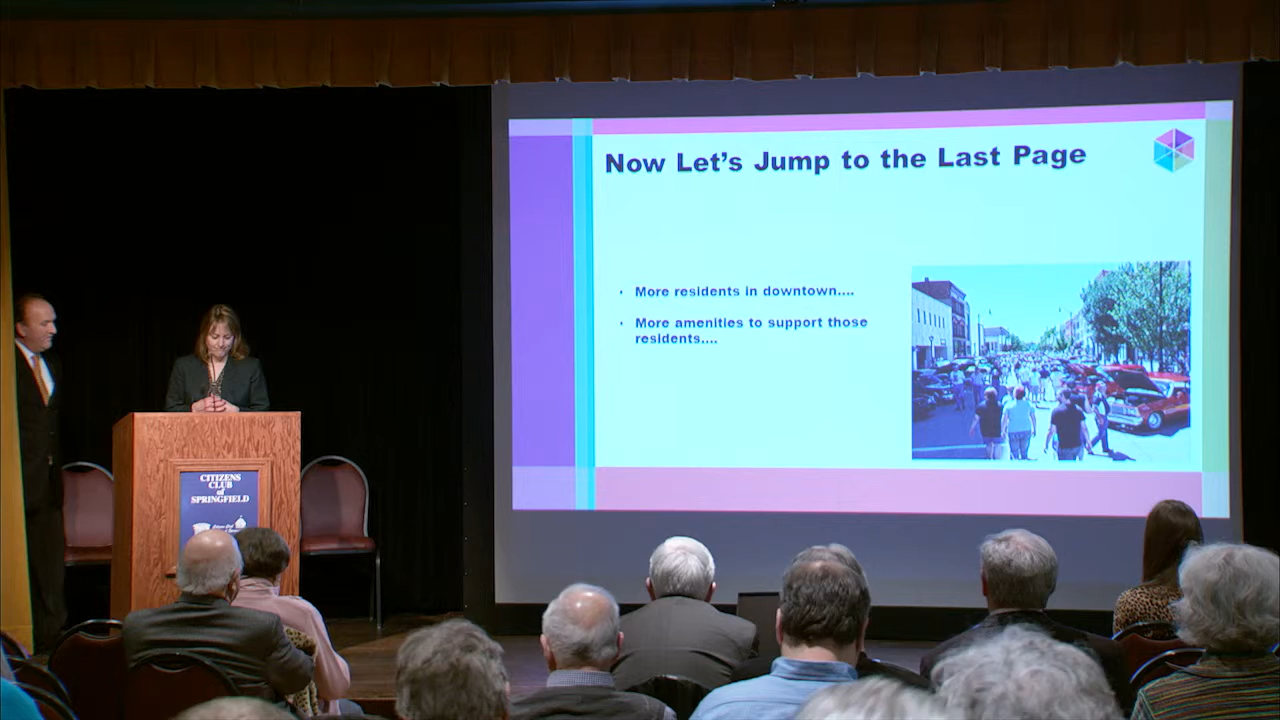 Now Let's Jump to the Last Page
• More residents in downtown....
• More amenities to support those
residents....
CITIZENS
CLUB
of
SPRINGFIELD